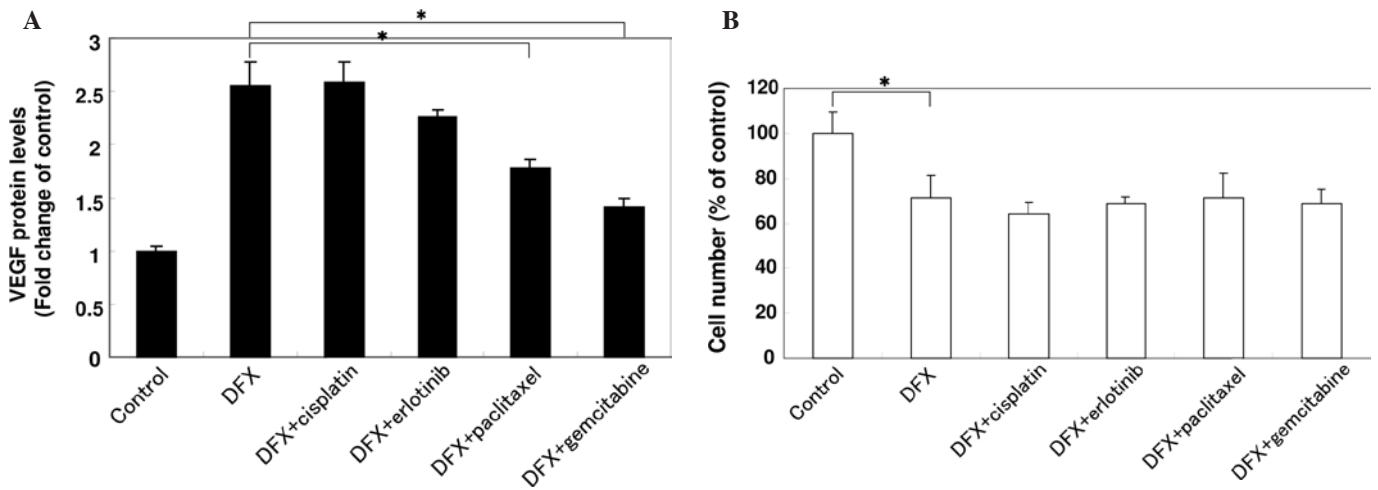 A
*
*
VEGF protein levels
(Fold change of control)
3
2.5
2
1.5
1
0.5
0
Control
DFX
DFX+cisplatin
DFX+erlotinib
DFX+paclitaxel
DFX+gemcitabine
B
*
Cell number (% of control)
120
100
80
60
40
20
0
Control
DFX
DFX+cisplatin
DFX+erlotinib
DFX+paclitaxel
DFX+gemcitabine